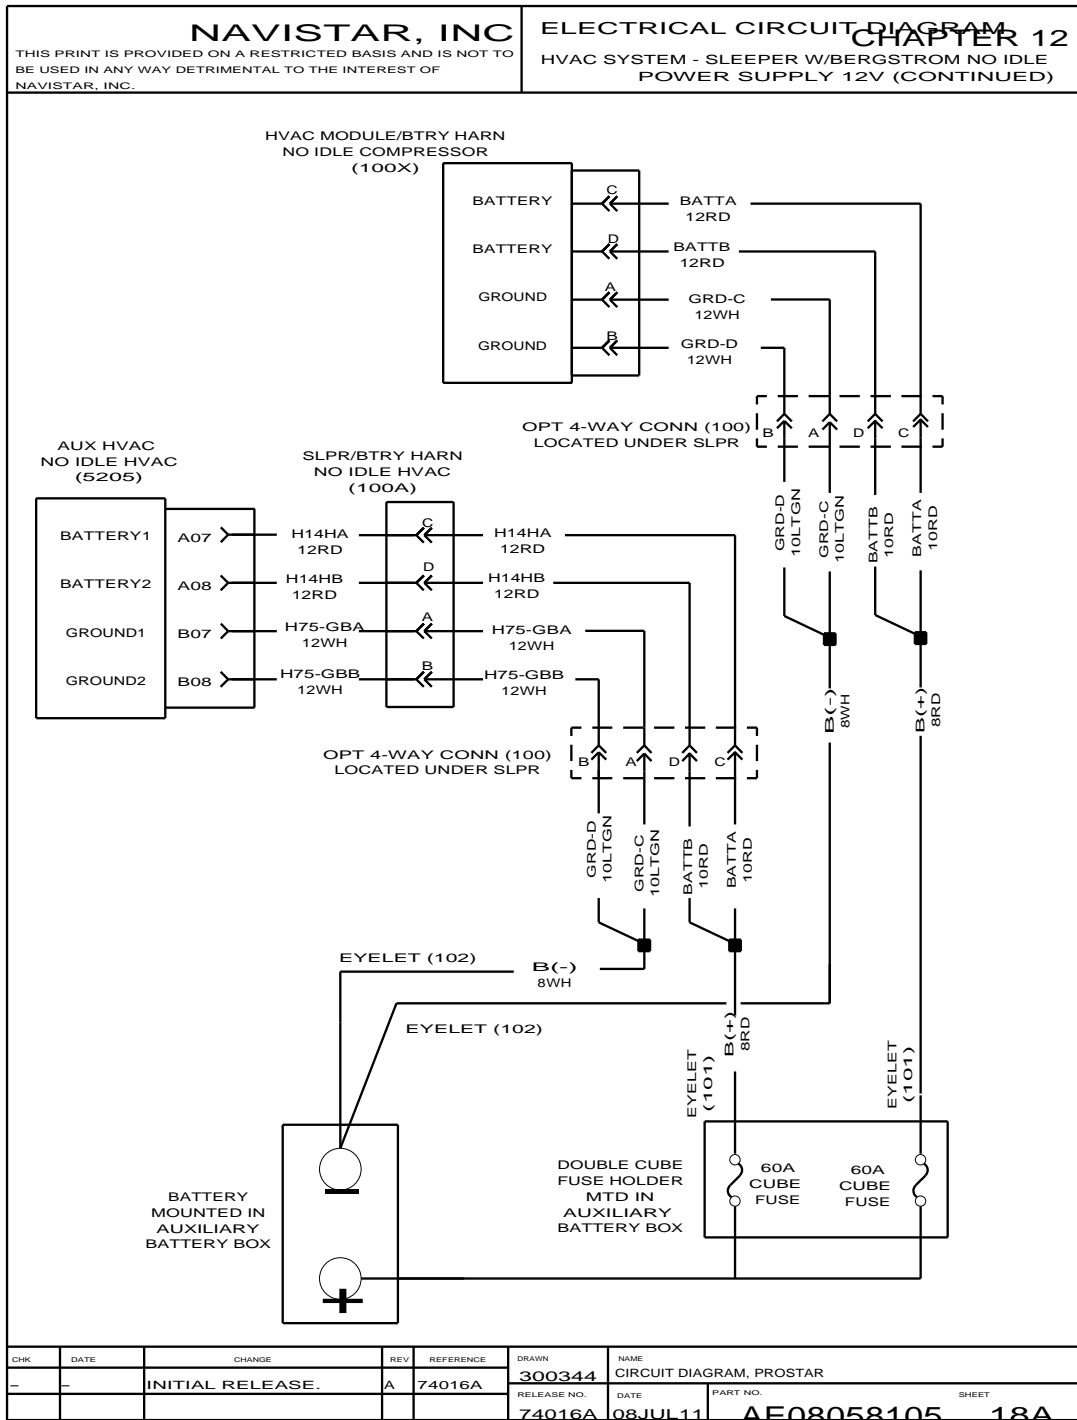 NAVISTAR, INC
THIS PRINT IS PROVIDED ON A RESTRICTED BASIS AND IS NOT TO
BE USED IN ANY WAY DETRIMENTAL TO THE INTEREST OF
NAVISTAR, INC.
ELECTRICAL CIRCUIT DIAGRAM
CHAPTER 12
HVAC SYSTEM - SLEEPER W/BERGSTROM NO IDLE
POWER SUPPLY 12V (CONTINUED)
HVAC MODULE/BTRY HARN
NO IDLE COMPRESSOR
(100X)
BATTERY
C
BATTA
12RD
BATTERY
D
BATTB
12RD
GROUND
A
GRD-C
12WH
GROUND
B
GRD-D
12WH
OPT 4-WAY CONN (100)
LOCATED UNDER SLPR
B
A
D
C
GRD-D
10LTGN
GRD-C
10LTGN
BATTB
10RD
BATTA
10RD
B(-)
8WH
B(+)
8RD
AUX HVAC
NO IDLE HVAC
(5205)
SLPR/BTRY HARN
NO IDLE HVAC
(100A)
BATTERY1
A07
H14HA
12RD
C
H14HA
12RD
BATTERY2
A08
H14HB
12RD
D
H14HB
12RD
GROUND1
B07
H75-GBA
12WH
A
H75-GBA
12WH
GROUND2
B08
H75-GBB
12WH
B
H75-GBB
12WH
OPT 4-WAY CONN (100)
LOCATED UNDER SLPR
B
A
D
C
GRD-D
10LTGN
GRD-C
10LTGN
BATTB
10RD
BATTA
10RD
EYELET (102)
B(-)
8WH
EYELET (102)
B(+)
8RD
EYELET
(101)
EYELET
(101)
BATTERY
MOUNTED IN
AUXILIARY
BATTERY BOX
DOUBLE CUBE
FUSE HOLDER
MTD IN
AUXILIARY
BATTERY BOX
60A
CUBE
FUSE
60A
CUBE
FUSE
CHK DATE CHANGE REV REFERENCE
– – INITIAL RELEASE. A 74016A
DRAWN
300344
NAME
CIRCUIT DIAGRAM, PROSTAR
RELEASE NO.
74016A
DATE
08JUL11
PART NO.
AE08058105
SHEET
18A